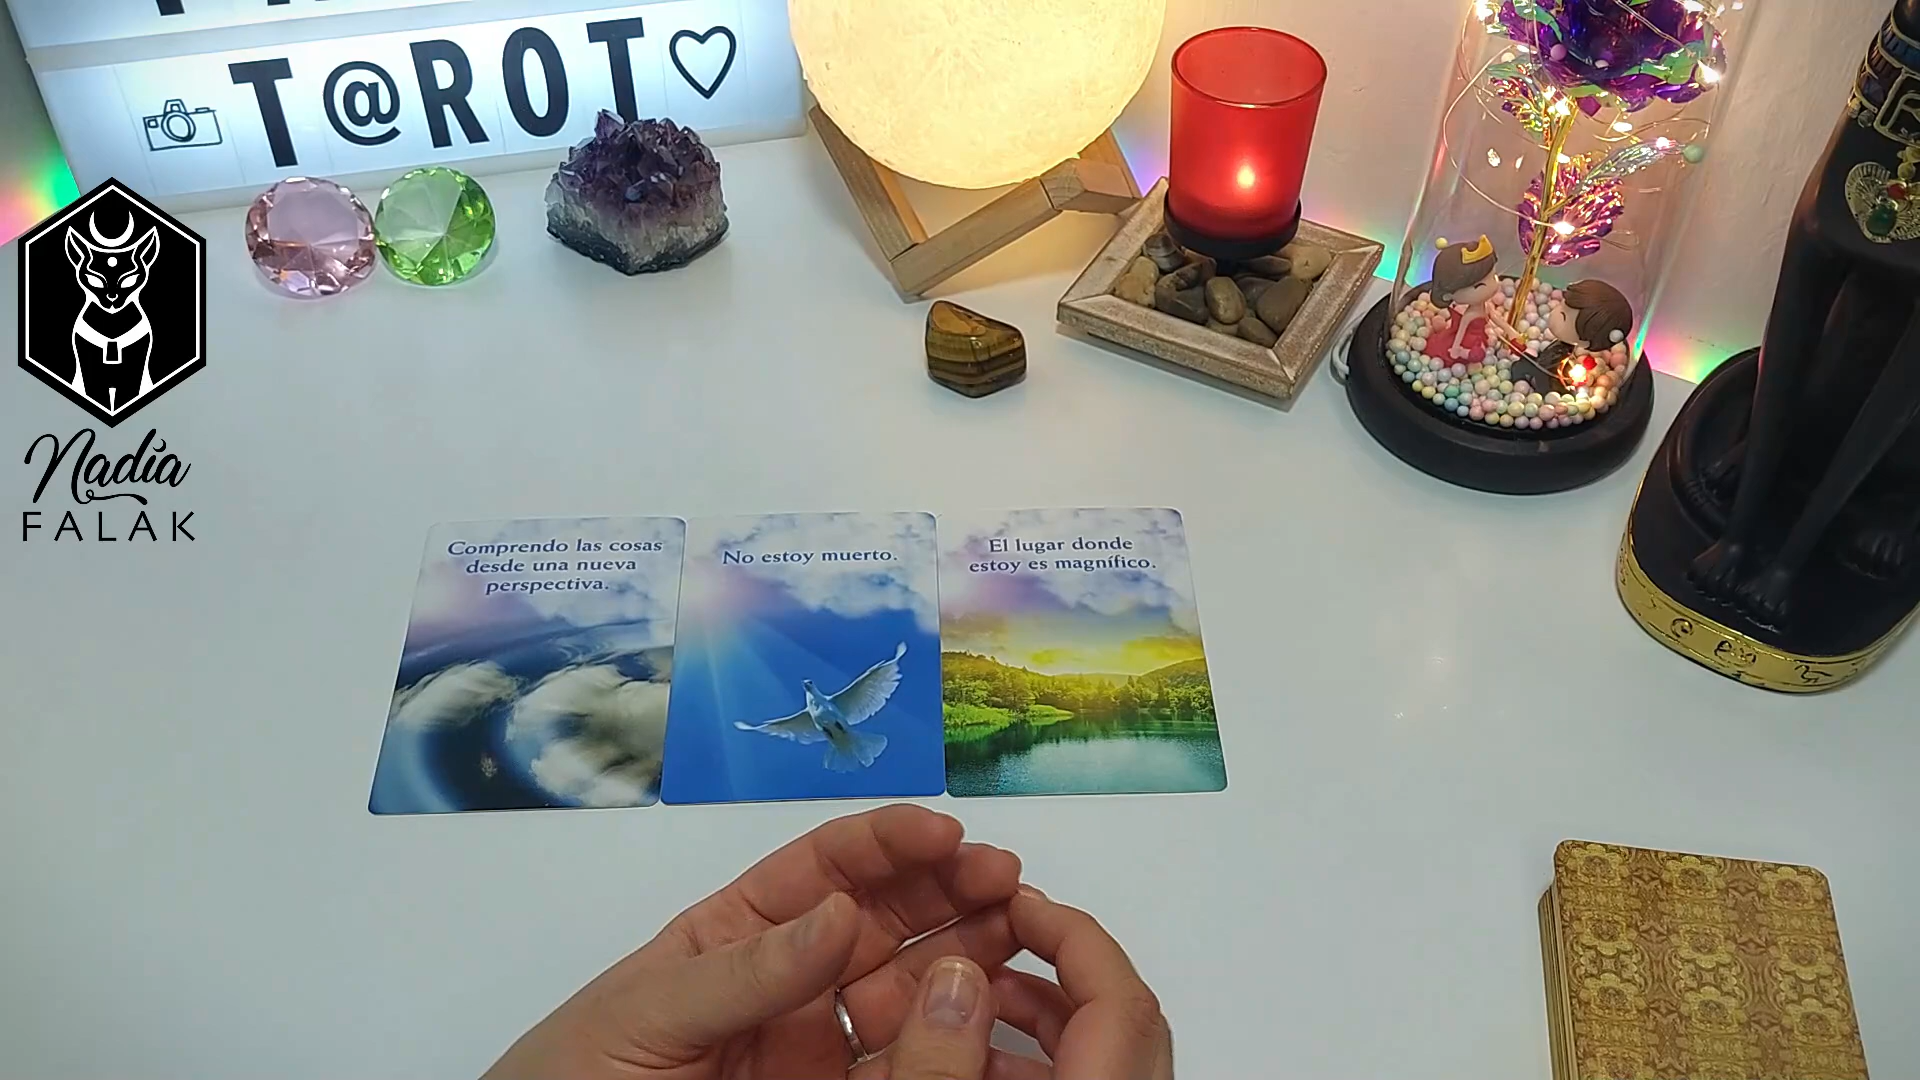 T@ROT
Nadia
FALAK
Comprendo las cosas
desde una nueva
perspectiva.
No estoy muerto.
El lugar donde
estoy es magnífico.